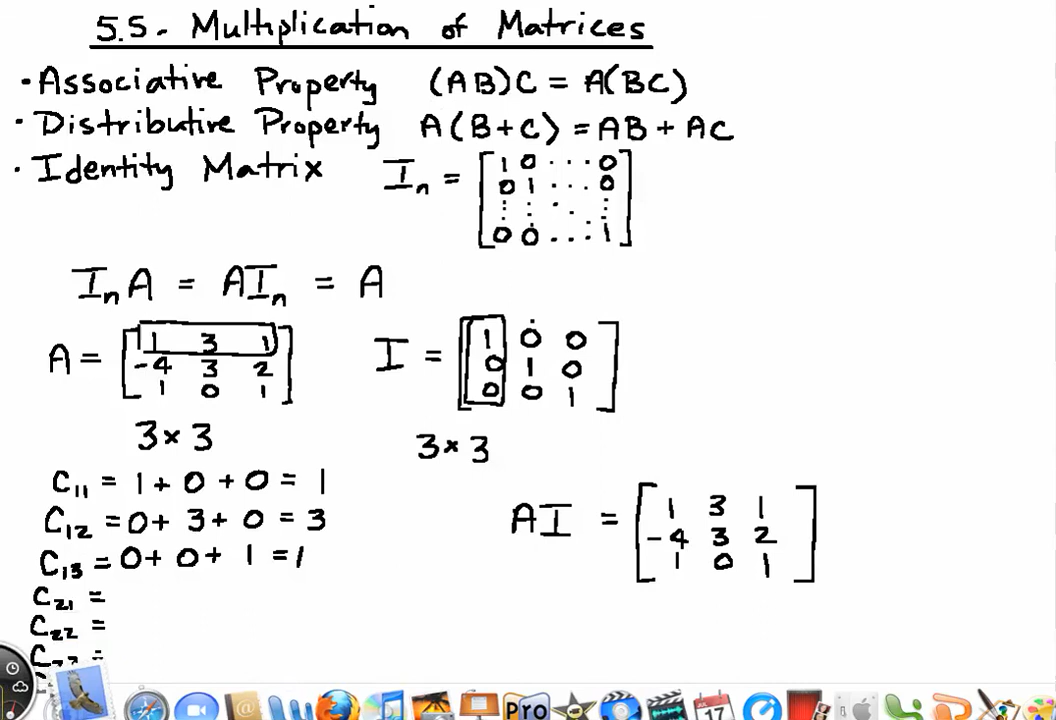 5.5 - Multiplication of Matrices
· Associative Property (AB)C = A(BC)
· Distributive Property A(B+C) = AB + AC
· Identity Matrix Iₙ = [1 0 ... 0
0 1 ... 0
⋮ ⋮ ⋱ ⋮
0 0 ... 1]
IₙA = AIₙ = A
A = [1 3 1
-4 3 2
1 0 1]
I = [1 0 0
0 1 0
0 0 1]
3 × 3
3 × 3
C₁₁ = 1 + 0 + 0 = 1
C₁₂ = 0 + 3 + 0 = 3
C₁₃ = 0 + 0 + 1 = 1
AI = [1 3 1
-4 3 2
1 0 1]
C₂₁ =
C₂₂ =
Pro
17